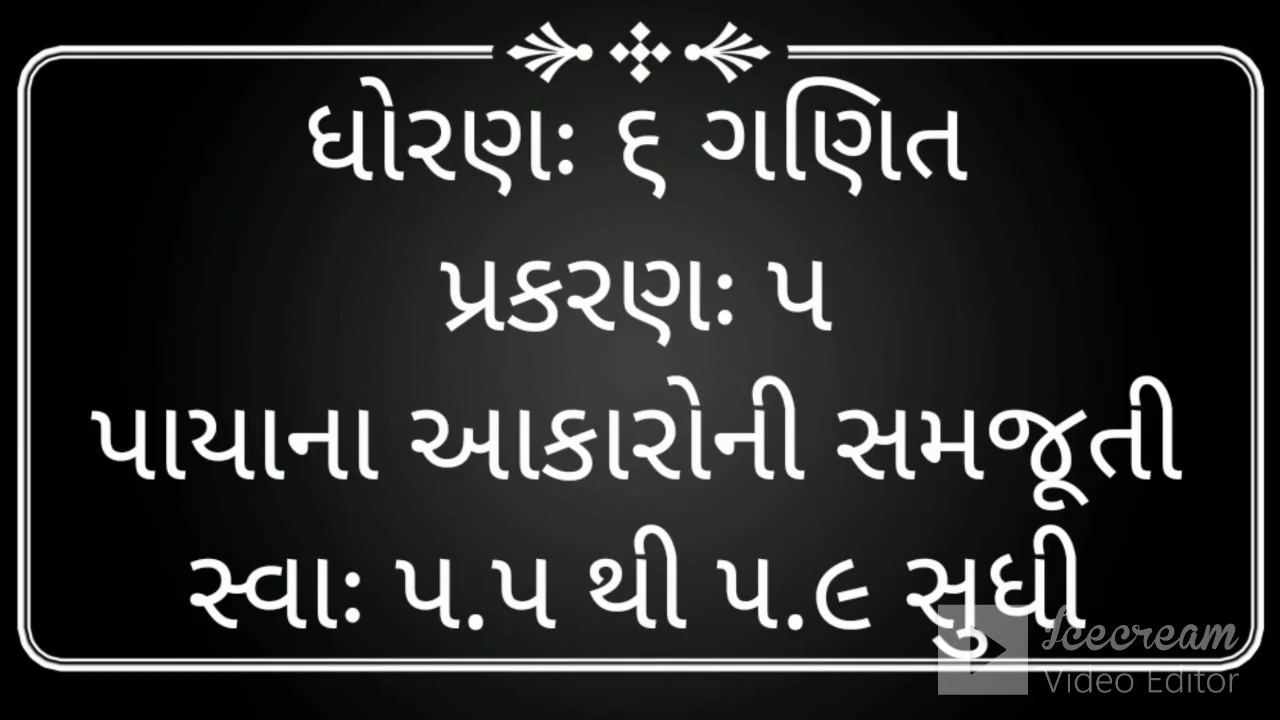 ધોરણઃ ૬ ગણિત
પ્રકરણઃ ૫
પાયાના આકારોની સમજૂતી
સ્વાઃ ૫.૫ થી ૫.૯ સુધી
Icecream
Video Editor